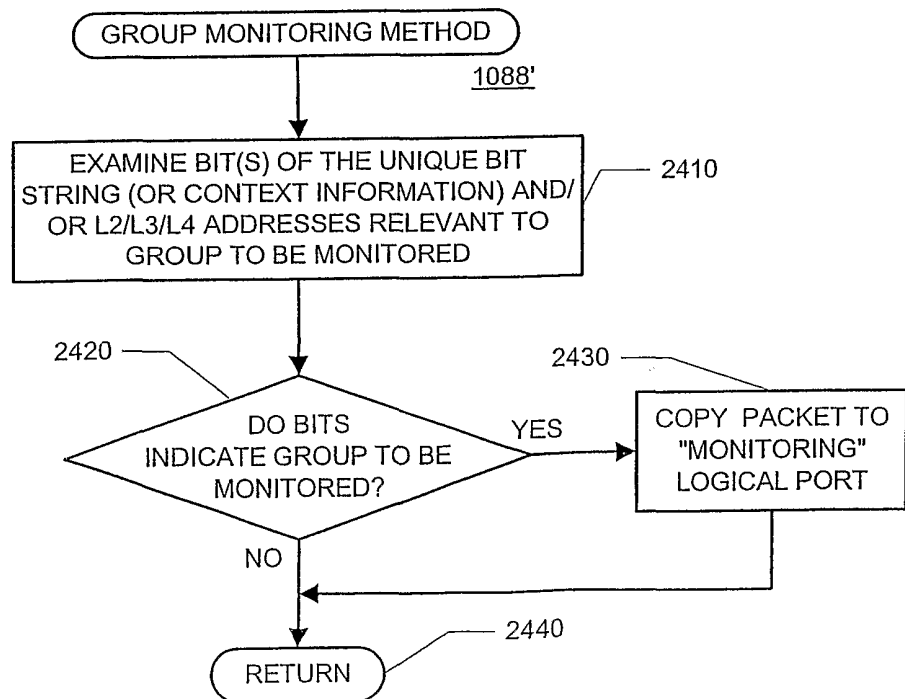 GROUP MONITORING METHOD
1088'
EXAMINE BIT(S) OF THE UNIQUE BIT
STRING (OR CONTEXT INFORMATION) AND/
OR L2/L3/L4 ADDRESSES RELEVANT TO
GROUP TO BE MONITORED
2410
2420
DO BITS
INDICATE GROUP TO BE
MONITORED?
YES
2430
COPY PACKET TO
"MONITORING"
LOGICAL PORT
NO
2440
RETURN